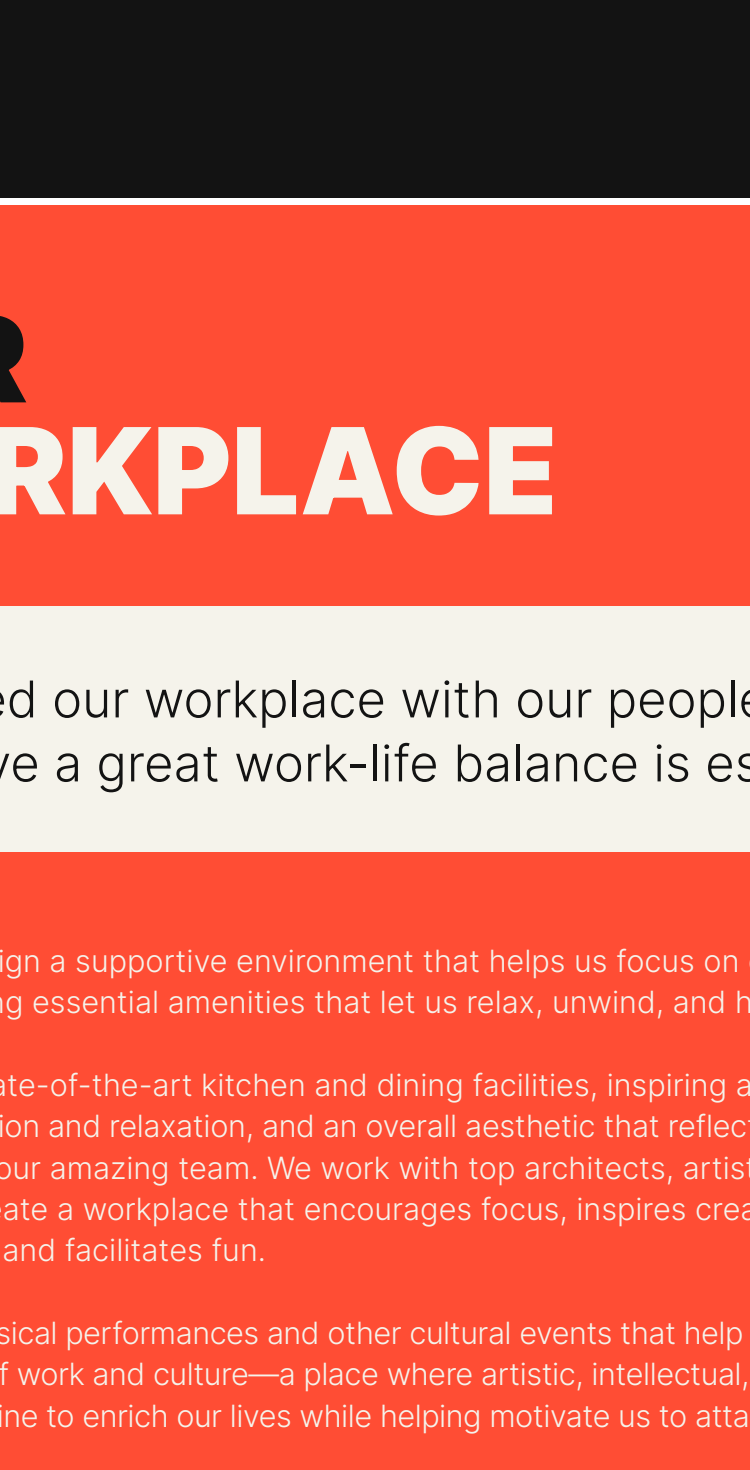 R
RKPLACE
ed our workplace with our people
ve a great work-life balance is es
ign a supportive environment that helps us focus on
ng essential amenities that let us relax, unwind, and h
ate-of-the-art kitchen and dining facilities, inspiring a
ion and relaxation, and an overall aesthetic that reflect
our amazing team. We work with top architects, artist
eate a workplace that encourages focus, inspires crea
and facilitates fun.
sical performances and other cultural events that help
f work and culture—a place where artistic, intellectual,
ine to enrich our lives while helping motivate us to atta